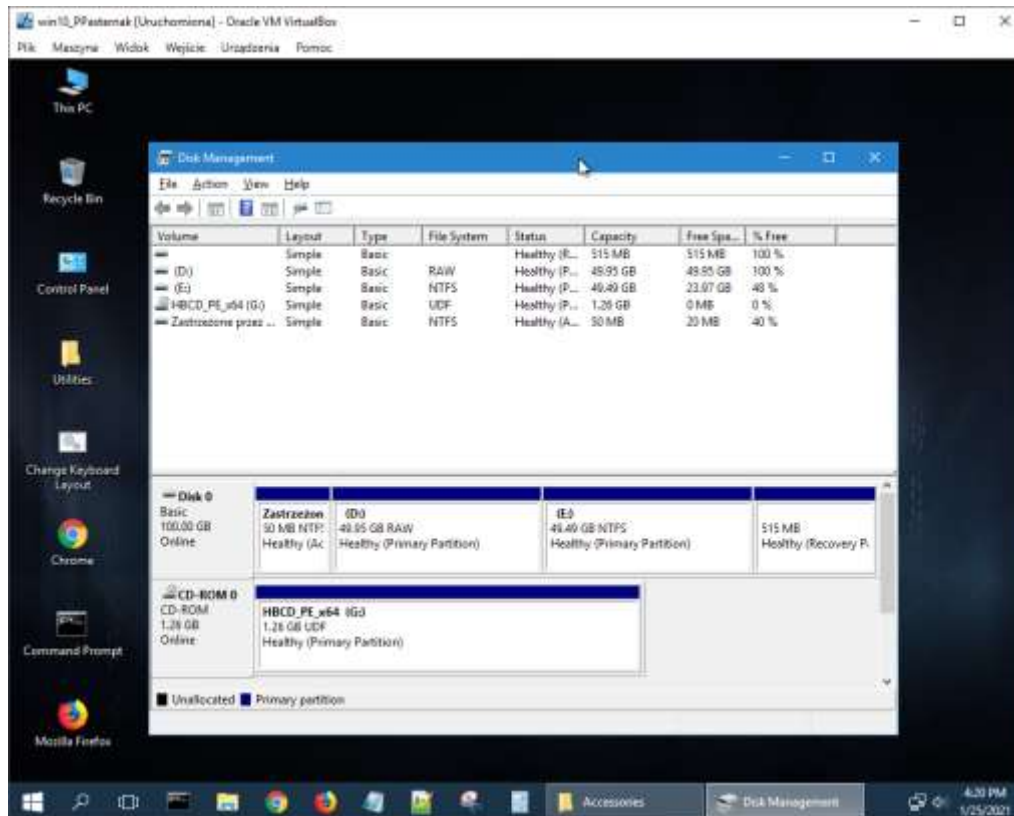 win10_PPasternak [Uruchomiona] - Oracle VM VirtualBox
Plik Maszyna Widok Wejście Urządzenia Pomoc
This PC
Recycle Bin
Control Panel
Utilities
Change Keyboard
Layout
Chrome
Command Prompt
Mozilla Firefox
Disk Management
File Action View Help
Volume Layout Type File System Status Capacity Free Spa... % Free
Simple Basic Healthy (R... 515 MB 515 MB 100 %
(D:) Simple Basic RAW Healthy (P... 49.95 GB 49.95 GB 100 %
(E:) Simple Basic NTFS Healthy (P... 49.49 GB 23.97 GB 48 %
HBCD_PE_x64 (G:) Simple Basic UDF Healthy (P... 1.26 GB 0 MB 0 %
Zastrzeżone przez ... Simple Basic NTFS Healthy (A... 50 MB 20 MB 40 %
Disk 0
Basic
100.00 GB
Online
Zastrzeżon
50 MB NTFS
Healthy (Ac
(D:)
49.95 GB RAW
Healthy (Primary Partition)
(E:)
49.49 GB NTFS
Healthy (Primary Partition)
515 MB
Healthy (Recovery P
CD-ROM 0
CD-ROM
1.26 GB
Online
HBCD_PE_x64 (G:)
1.26 GB UDF
Healthy (Primary Partition)
Unallocated Primary partition
Accessories
Disk Management
4:20 PM
1/25/2021